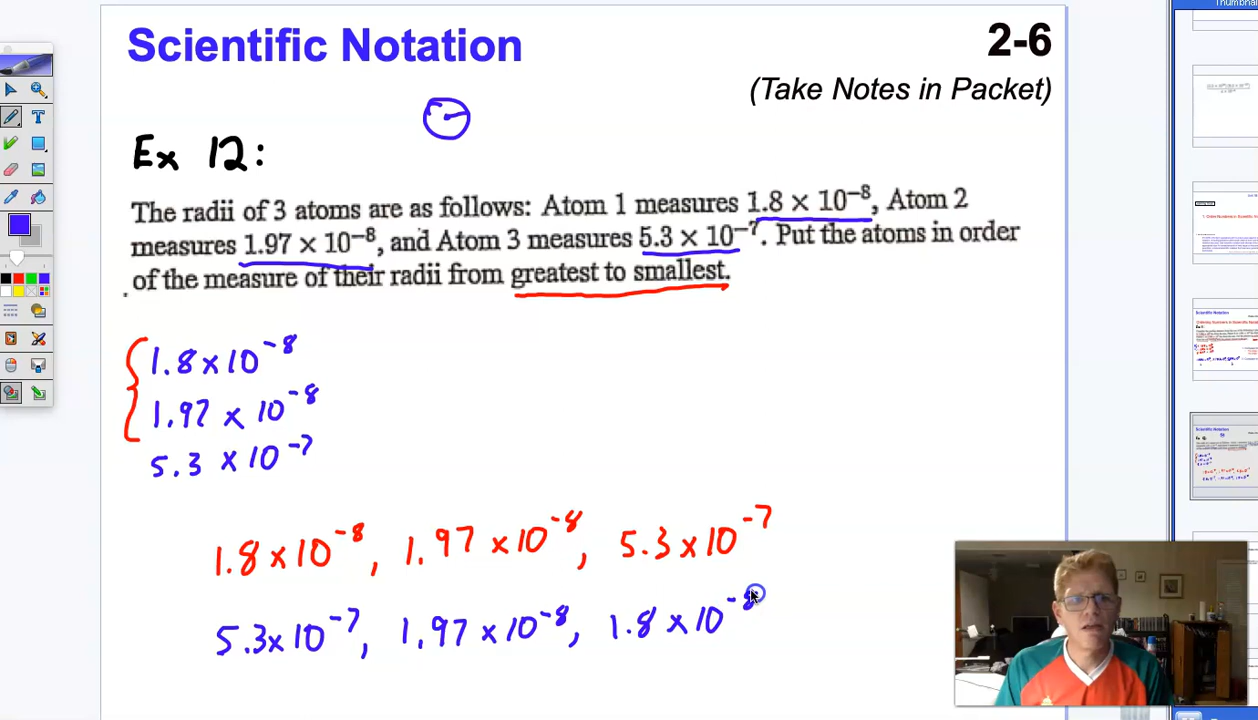 Thumbnai
Scientific Notation
2-6
(Take Notes in Packet)
Ex 12:
The radii of 3 atoms are as follows: Atom 1 measures 1.8 × 10⁻⁸, Atom 2
measures 1.97 × 10⁻⁸, and Atom 3 measures 5.3 × 10⁻⁷. Put the atoms in order
of the measure of their radii from greatest to smallest.
1.8 × 10⁻⁸
1.97 × 10⁻⁸
5.3 × 10⁻⁷
1.8 × 10⁻⁸, 1.97 × 10⁻⁸, 5.3 × 10⁻⁷
5.3 × 10⁻⁷, 1.97 × 10⁻⁸, 1.8 × 10⁻⁸